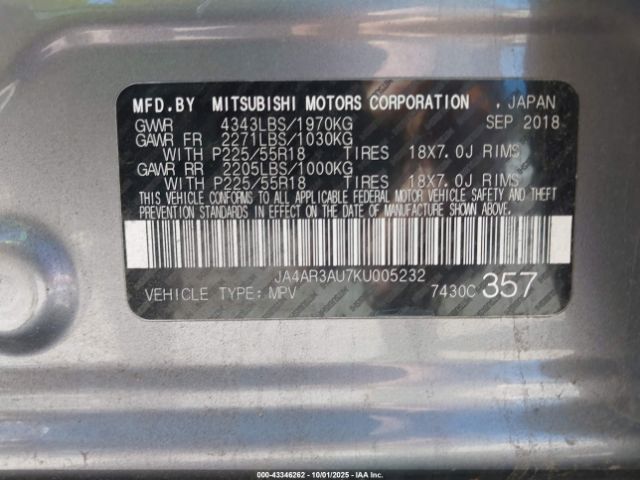 MFD.BY MITSUBISHI MOTORS CORPORATION , JAPAN
GVWR 4343LBS/1970KG SEP 2018
GAWR FR 2271LBS/1030KG
WITH P225/55R18 TIRES 18X7.0J RIMS
GAWR RR 2205LBS/1000KG
WITH P225/55R18 TIRES 18X7.0J RIMS
THIS VEHICLE CONFORMS TO ALL APPLICABLE FEDERAL MOTOR VEHICLE SAFETY AND THEFT
PREVENTION STANDARDS IN EFFECT ON THE DATE OF MANUFACTURE SHOWN ABOVE.
JA4AR3AU7KU005232
VEHICLE TYPE: MPV 7430C 357
000-43346262 - 10/01/2025 - IAA Inc.